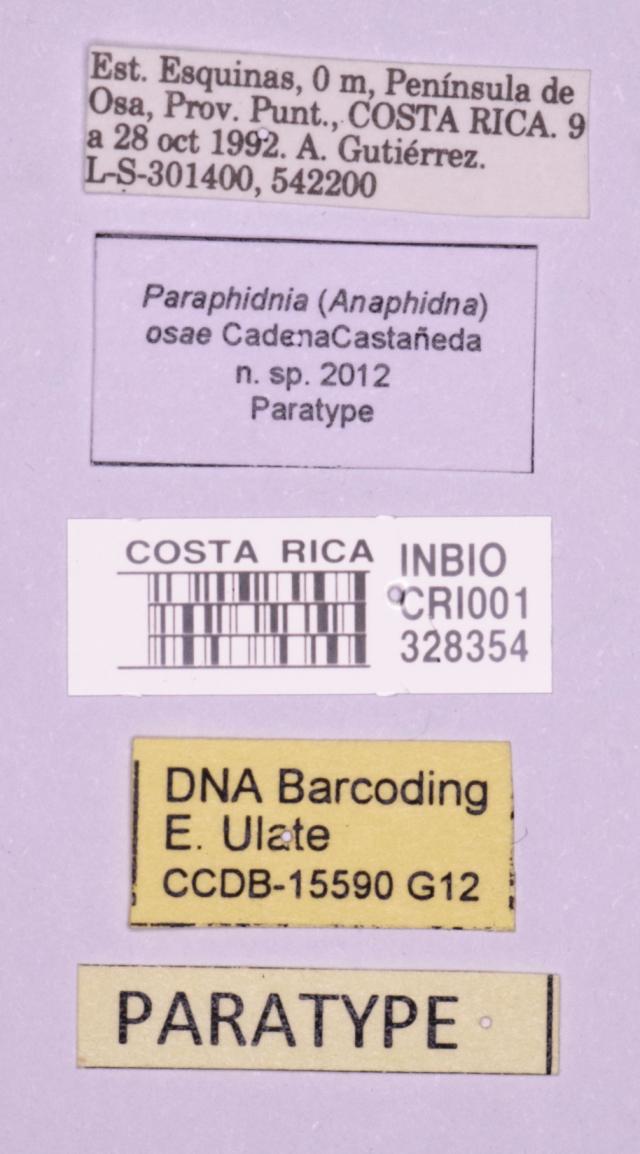 Est. Esquinas, 0 m, Península de
Osa, Prov. Punt., COSTA RICA. 9
a 28 oct 1992. A. Gutiérrez.
L-S-301400, 542200
Paraphidnia (Anaphidna)
osae CadenaCastañeda
n. sp. 2012
Paratype
COSTA RICA
INBIO
CRI001
328354
DNA Barcoding
E. Ulate
CCDB-15590 G12
PARATYPE